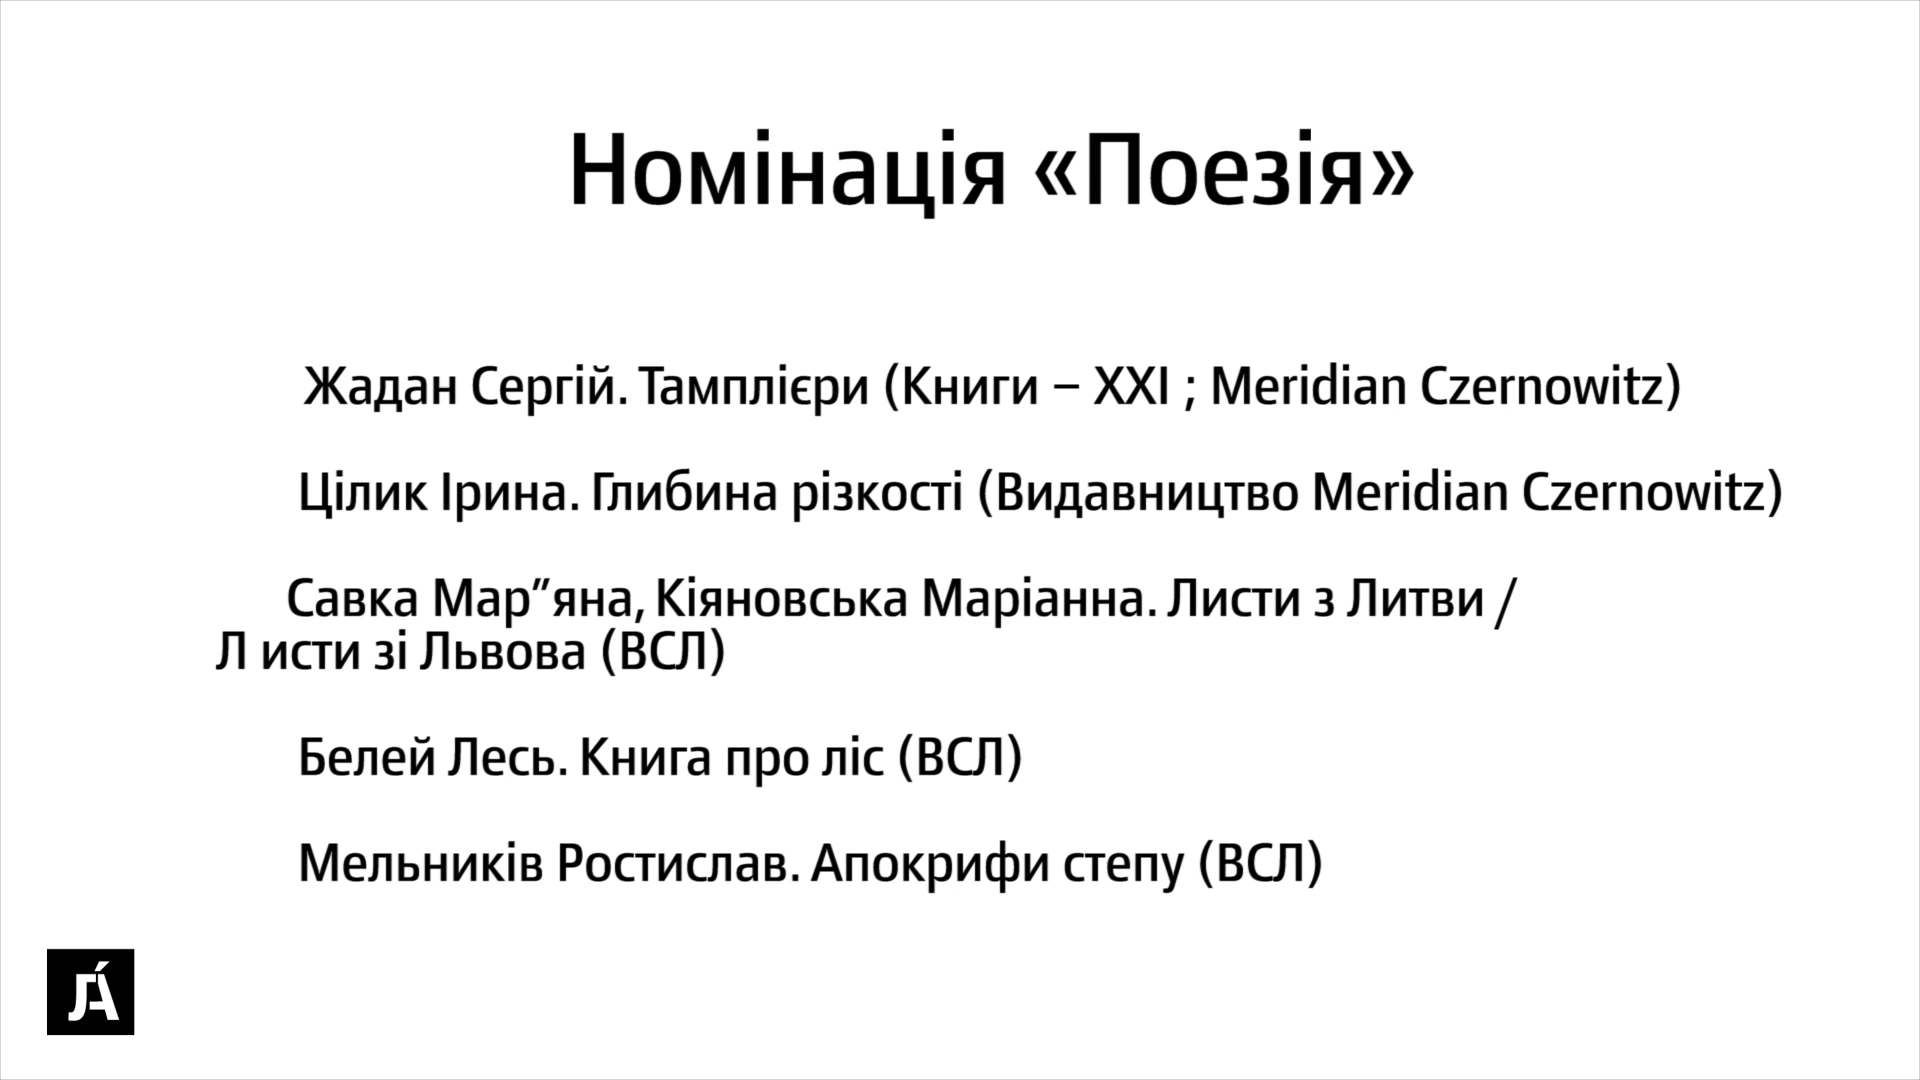 Номінація «Поезія»
Жадан Сергій. Тамплієри (Книги – XXI ; Meridian Czernowitz)
Цілик Ірина. Глибина різкості (Видавництво Meridian Czernowitz)
Савка Мар”яна, Кіяновська Маріанна. Листи з Литви /
Л исти зі Львова (ВСЛ)
Белей Лесь. Книга про ліс (ВСЛ)
Мельників Ростислав. Апокрифи степу (ВСЛ)
ЛА́